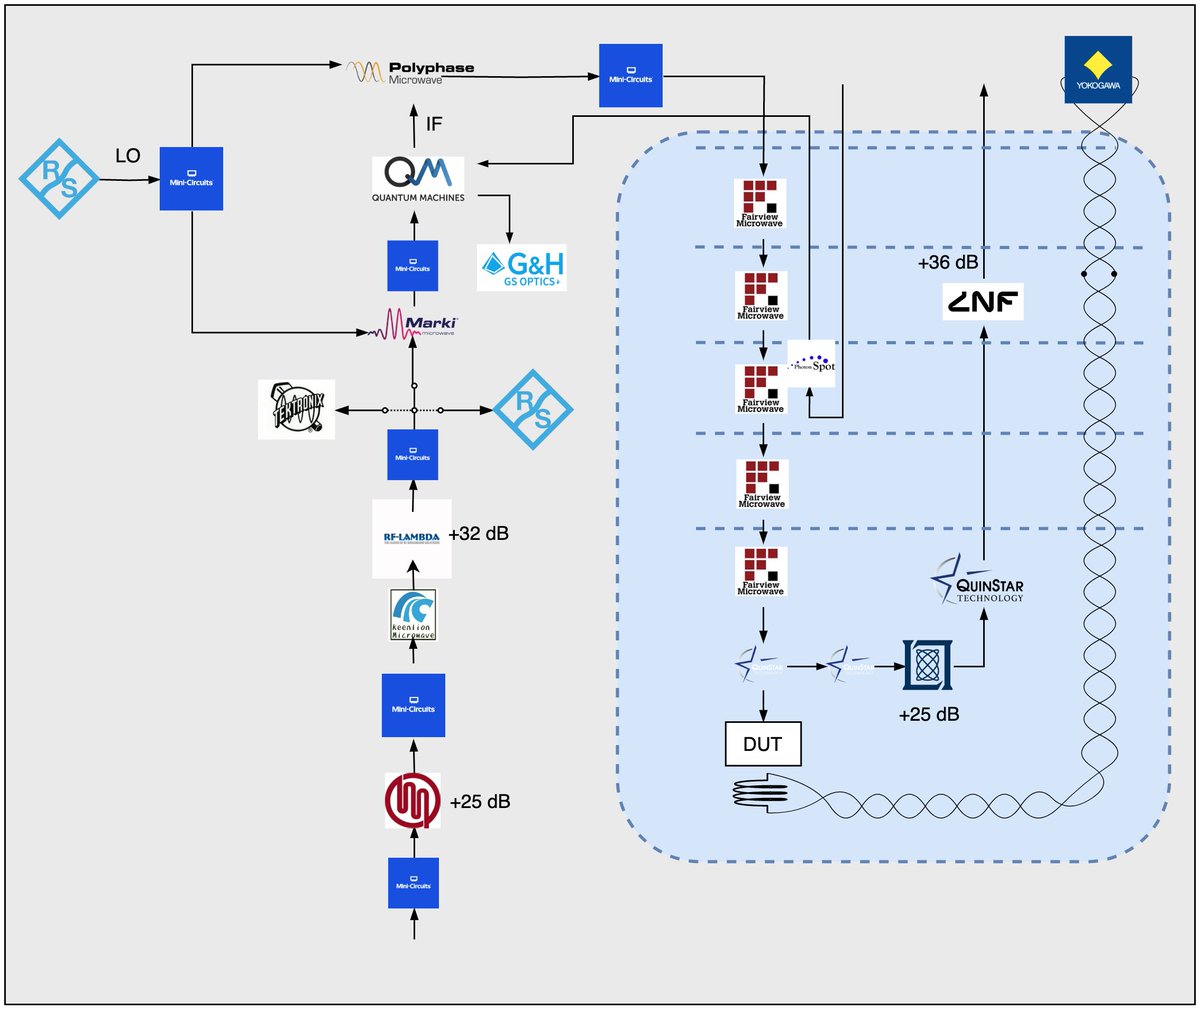 Polyphase
Microwave
Mini-Circuits
YOKOGAWA
IF
LO
R
S
Mini-Circuits
QM
QUANTUM MACHINES
Fairview
Microwave
Mini-Circuits
G&H
GS OPTICS
+36 dB
LNF
Fairview
Microwave
Marki
microwave
Photon Spot
Fairview
Microwave
TEKTRONIX
R
S
Mini-Circuits
Fairview
Microwave
RF-LAMBDA
+32 dB
Fairview
Microwave
QUINSTAR
TECHNOLOGY
Keenlion
Microwave
QUINSTAR
TECHNOLOGY
QUINSTAR
TECHNOLOGY
Mini-Circuits
+25 dB
DUT
+25 dB
Mini-Circuits